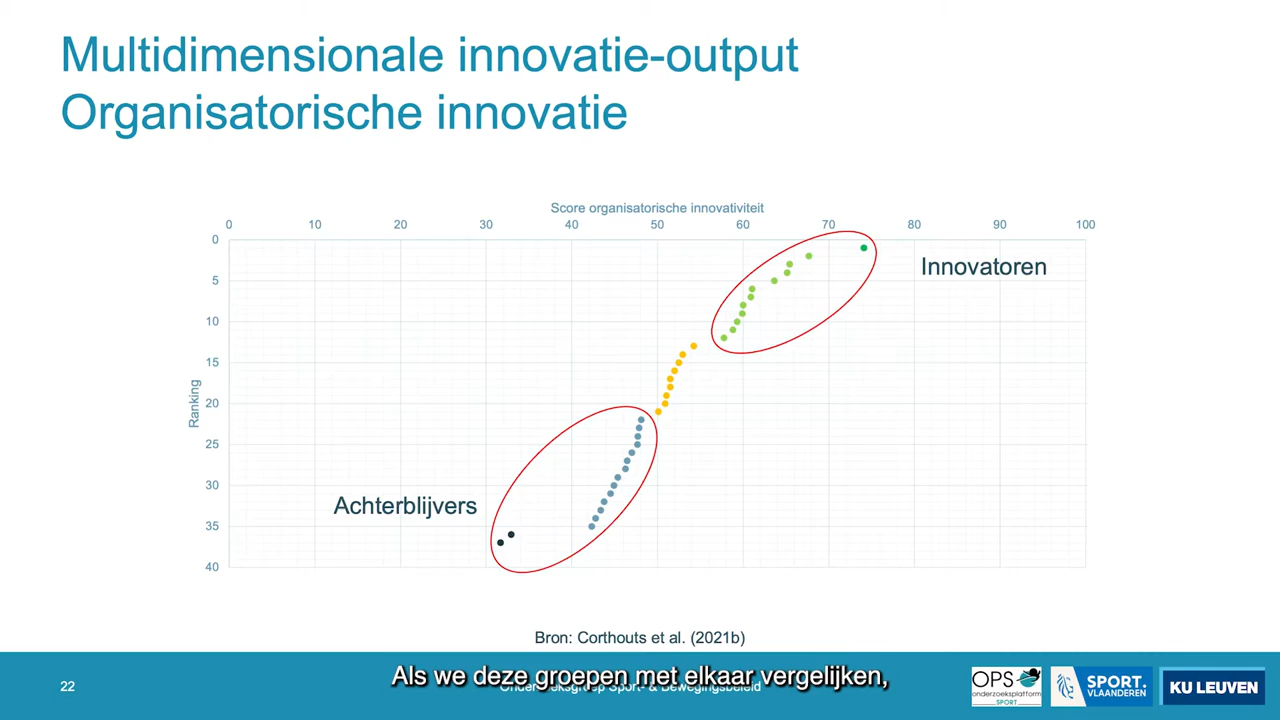 Multidimensionale innovatie-output
Organisatorische innovatie
Score organisatorische innovativiteit
0 10 20 30 40 50 60 70 80 90 100
0
5
10
15
20
25
30
35
40
Ranking
Innovatoren
Achterblijvers
Bron: Corthouts et al. (2021b)
22
Onderzoeksgroep Sport- & Bewegingsbeleid
Als we deze groepen met elkaar vergelijken,
OPS
onderzoeksplatform
SPORT
SPORT.
VLAANDEREN
KU LEUVEN